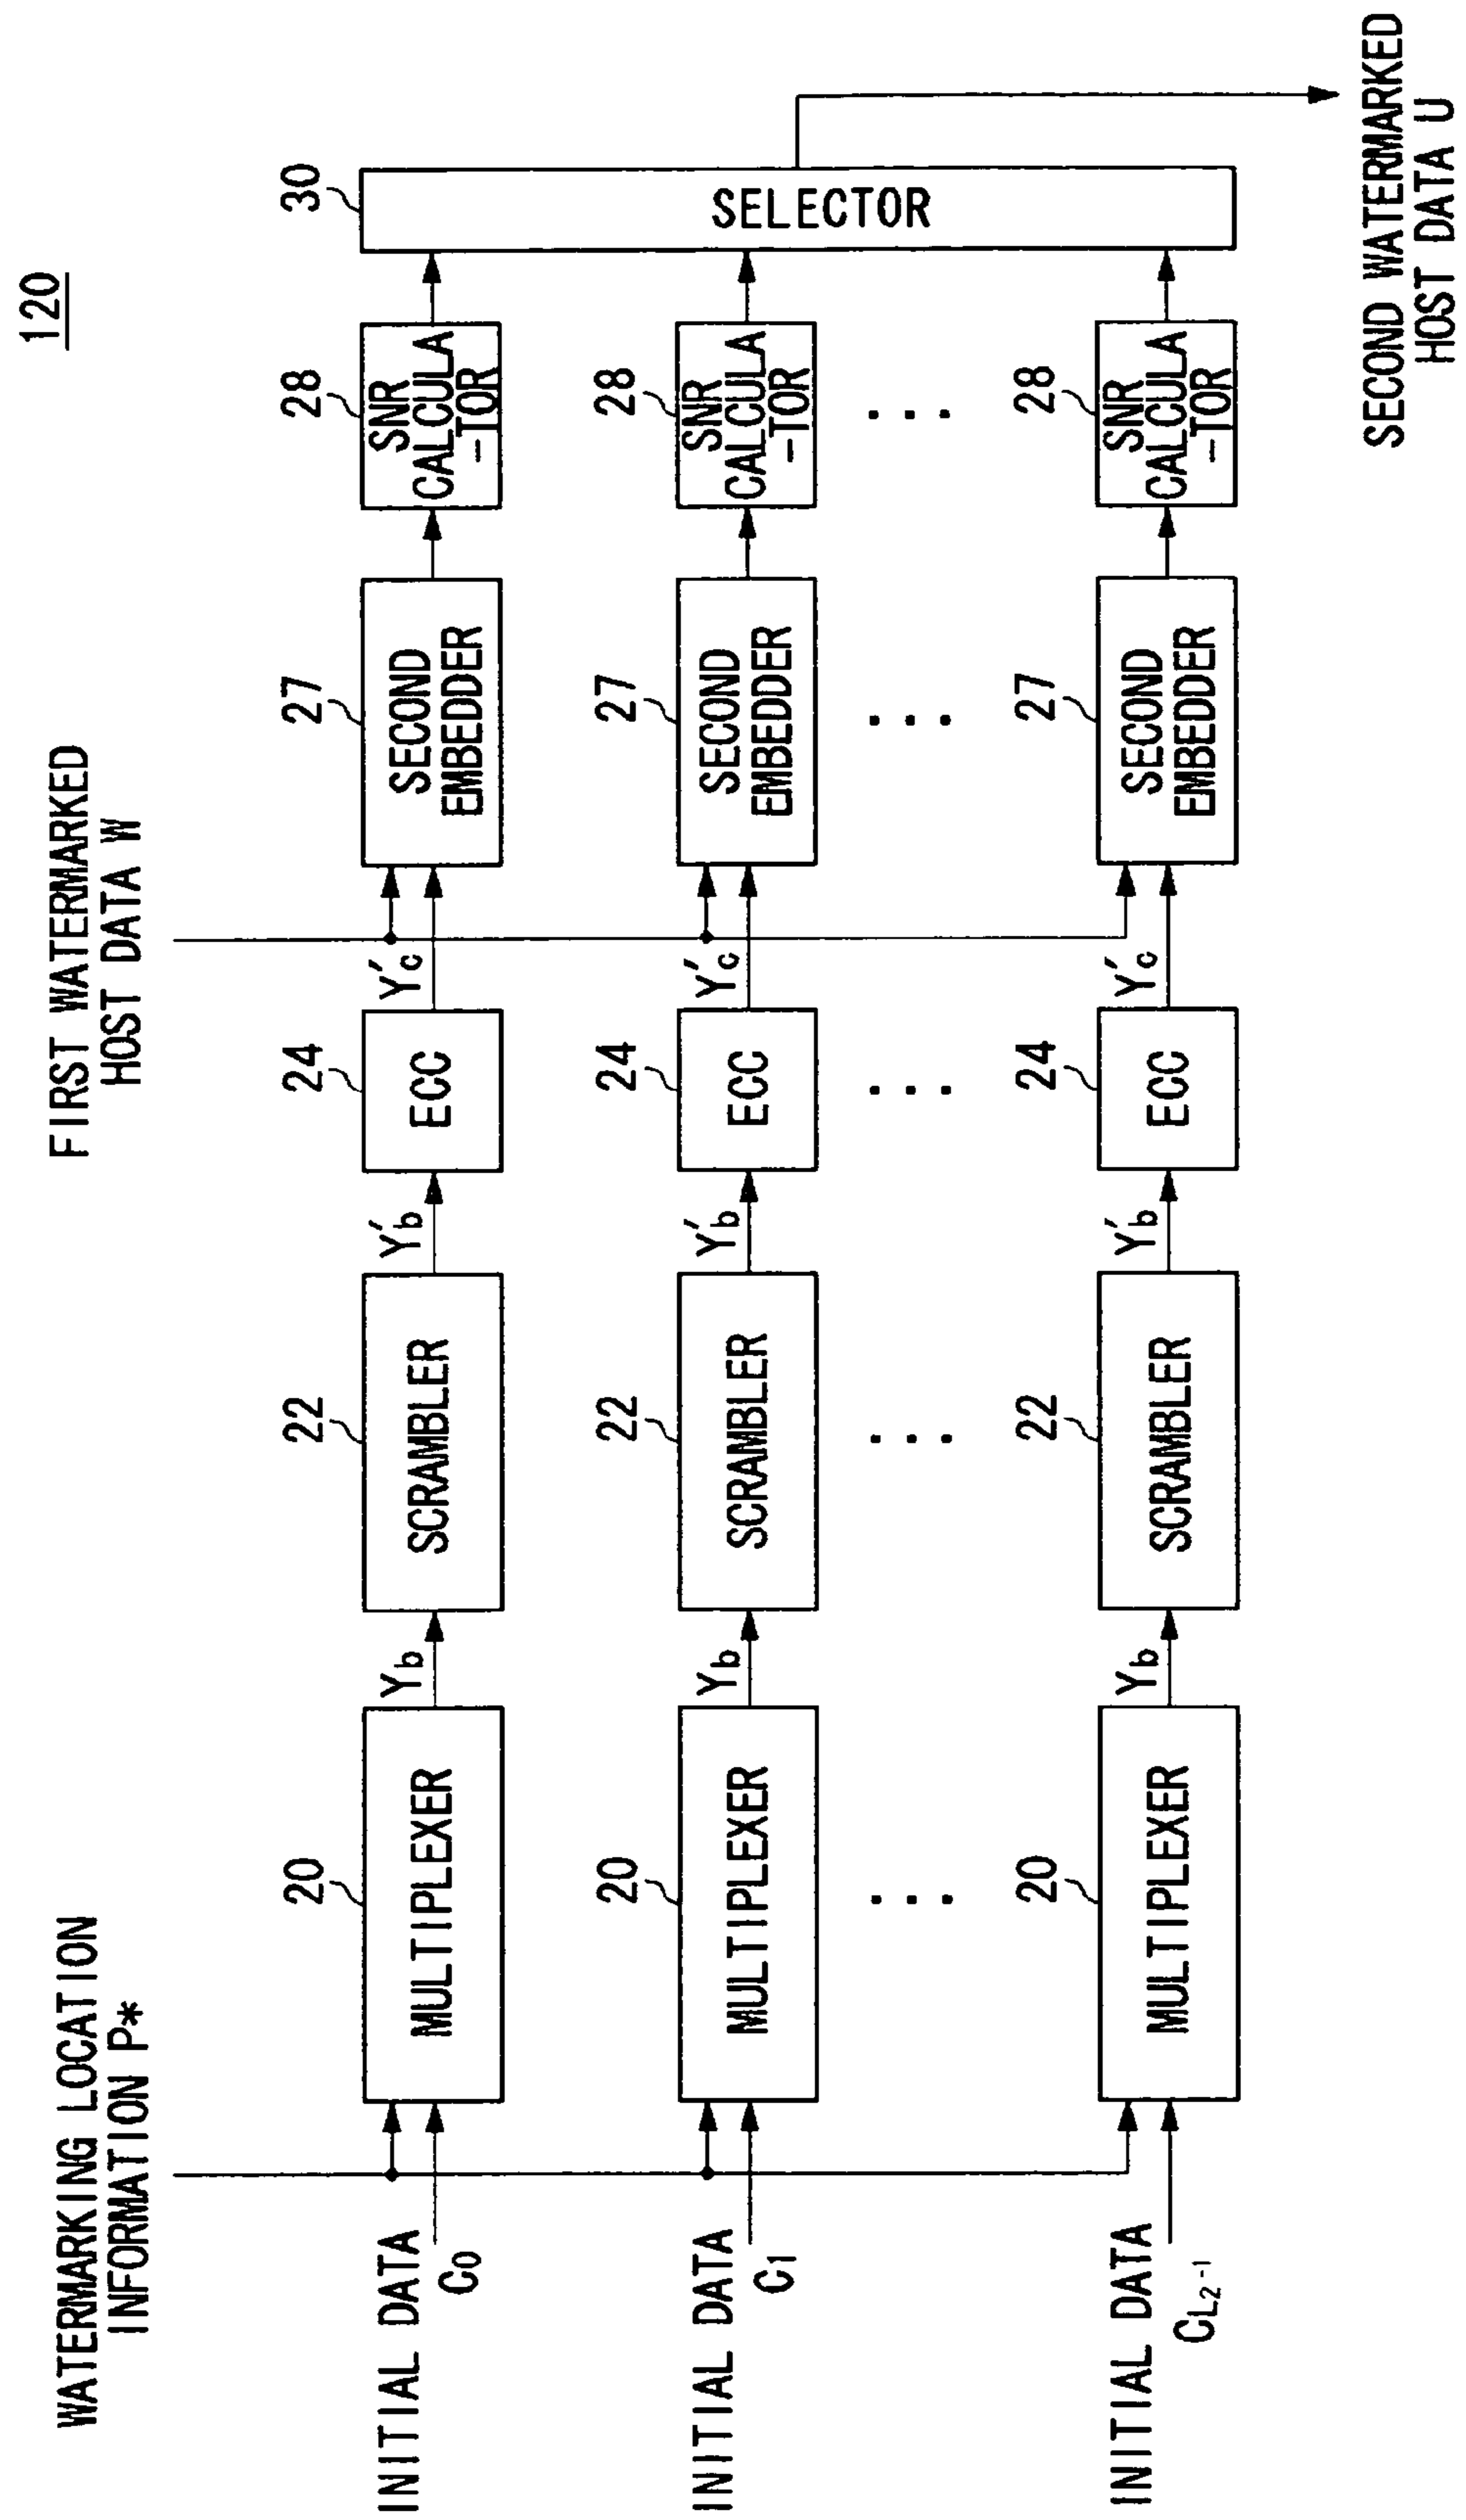 120
WATERMARKING LOCATION
INFORMATION P*
FIRST WATERMARKED
HOST DATA W
INITIAL DATA
C0
20
MULTIPLEXER
Yb
22
SCRAMBLER
Y'b
24
ECC
Y'c
27
SECOND
EMBEDDER
28
SNR
CALCULA
-TOR
30
SELECTOR
INITIAL DATA
C1
20
MULTIPLEXER
Yb
22
SCRAMBLER
Y'b
24
ECC
Y'c
27
SECOND
EMBEDDER
28
SNR
CALCULA
-TOR
...
...
...
...
...
INITIAL DATA
CL2-1
20
MULTIPLEXER
Yb
22
SCRAMBLER
Y'b
24
ECC
Y'c
27
SECOND
EMBEDDER
28
SNR
CALCULA
-TOR
SECOND WATERMARKED
HOST DATA U